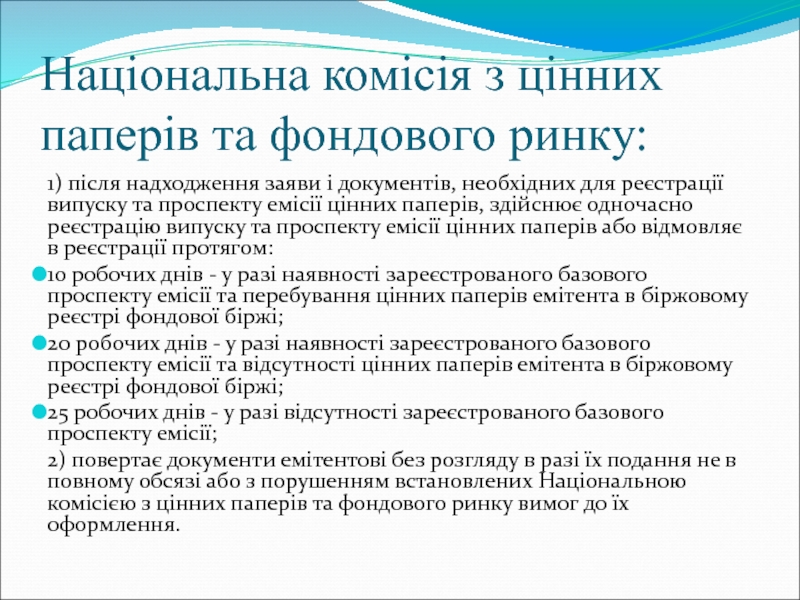 Національна комісія з цінних
паперів та фондового ринку:
1) після надходження заяви і документів, необхідних для реєстрації
випуску та проспекту емісії цінних паперів, здійснює одночасно
реєстрацію випуску та проспекту емісії цінних паперів або відмовляє
в реєстрації протягом:
10 робочих днів - у разі наявності зареєстрованого базового
проспекту емісії та перебування цінних паперів емітента в біржовому
реєстрі фондової біржі;
20 робочих днів - у разі наявності зареєстрованого базового
проспекту емісії та відсутності цінних паперів емітента в біржовому
реєстрі фондової біржі;
25 робочих днів - у разі відсутності зареєстрованого базового
проспекту емісії;
2) повертає документи емітентові без розгляду в разі їх подання не в
повному обсязі або з порушенням встановлених Національною
комісією з цінних паперів та фондового ринку вимог до їх
оформлення.